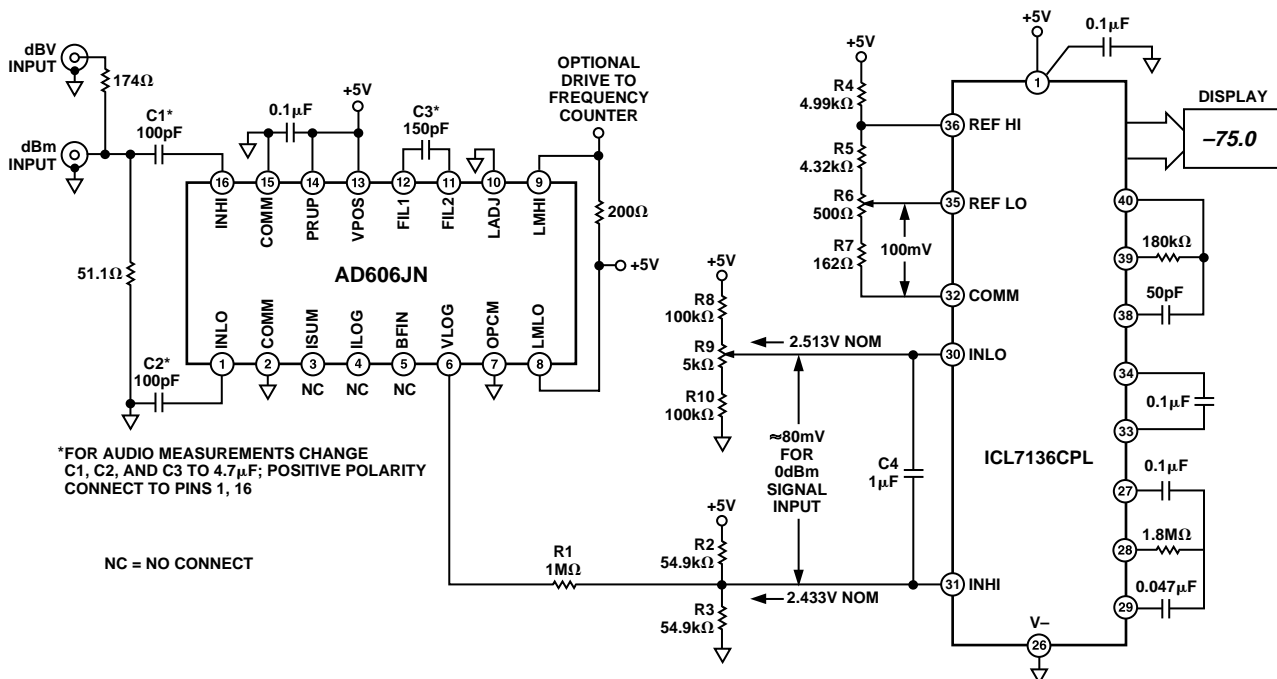 dBV
INPUT
174Ω
dBm
INPUT
C1*
100pF
51.1Ω
C2*
100pF
0.1μF
+5V
C3*
150pF
OPTIONAL
DRIVE TO
FREQUENCY
COUNTER
200Ω
+5V
16 15 14 13 12 11 10 9
INHI COMM PRUP VPOS FIL1 FIL2 LADJ LMHI
AD606JN
INLO COMM ISUM ILOG BFIN VLOG OPCM LMLO
1 2 3 4 5 6 7 8
NC NC NC
*FOR AUDIO MEASUREMENTS CHANGE
C1, C2, AND C3 TO 4.7μF; POSITIVE POLARITY
CONNECT TO PINS 1, 16
NC = NO CONNECT
R1
1MΩ
+5V
R2
54.9kΩ
R3
54.9kΩ
+5V
R8
100kΩ
R9
5kΩ
R10
100kΩ
2.513V NOM
≈80mV
FOR
0dBm
SIGNAL
INPUT
2.433V NOM
C4
1μF
+5V
R4
4.99kΩ
R5
4.32kΩ
R6
500Ω
R7
162Ω
100mV
+5V
0.1μF
1
36 REF HI
35 REF LO
32 COMM
30 INLO
31 INHI
V–
26
ICL7136CPL
DISPLAY
–75.0
40
180kΩ
39
50pF
38
34
0.1μF
33
0.1μF
27
1.8MΩ
28
0.047μF
29